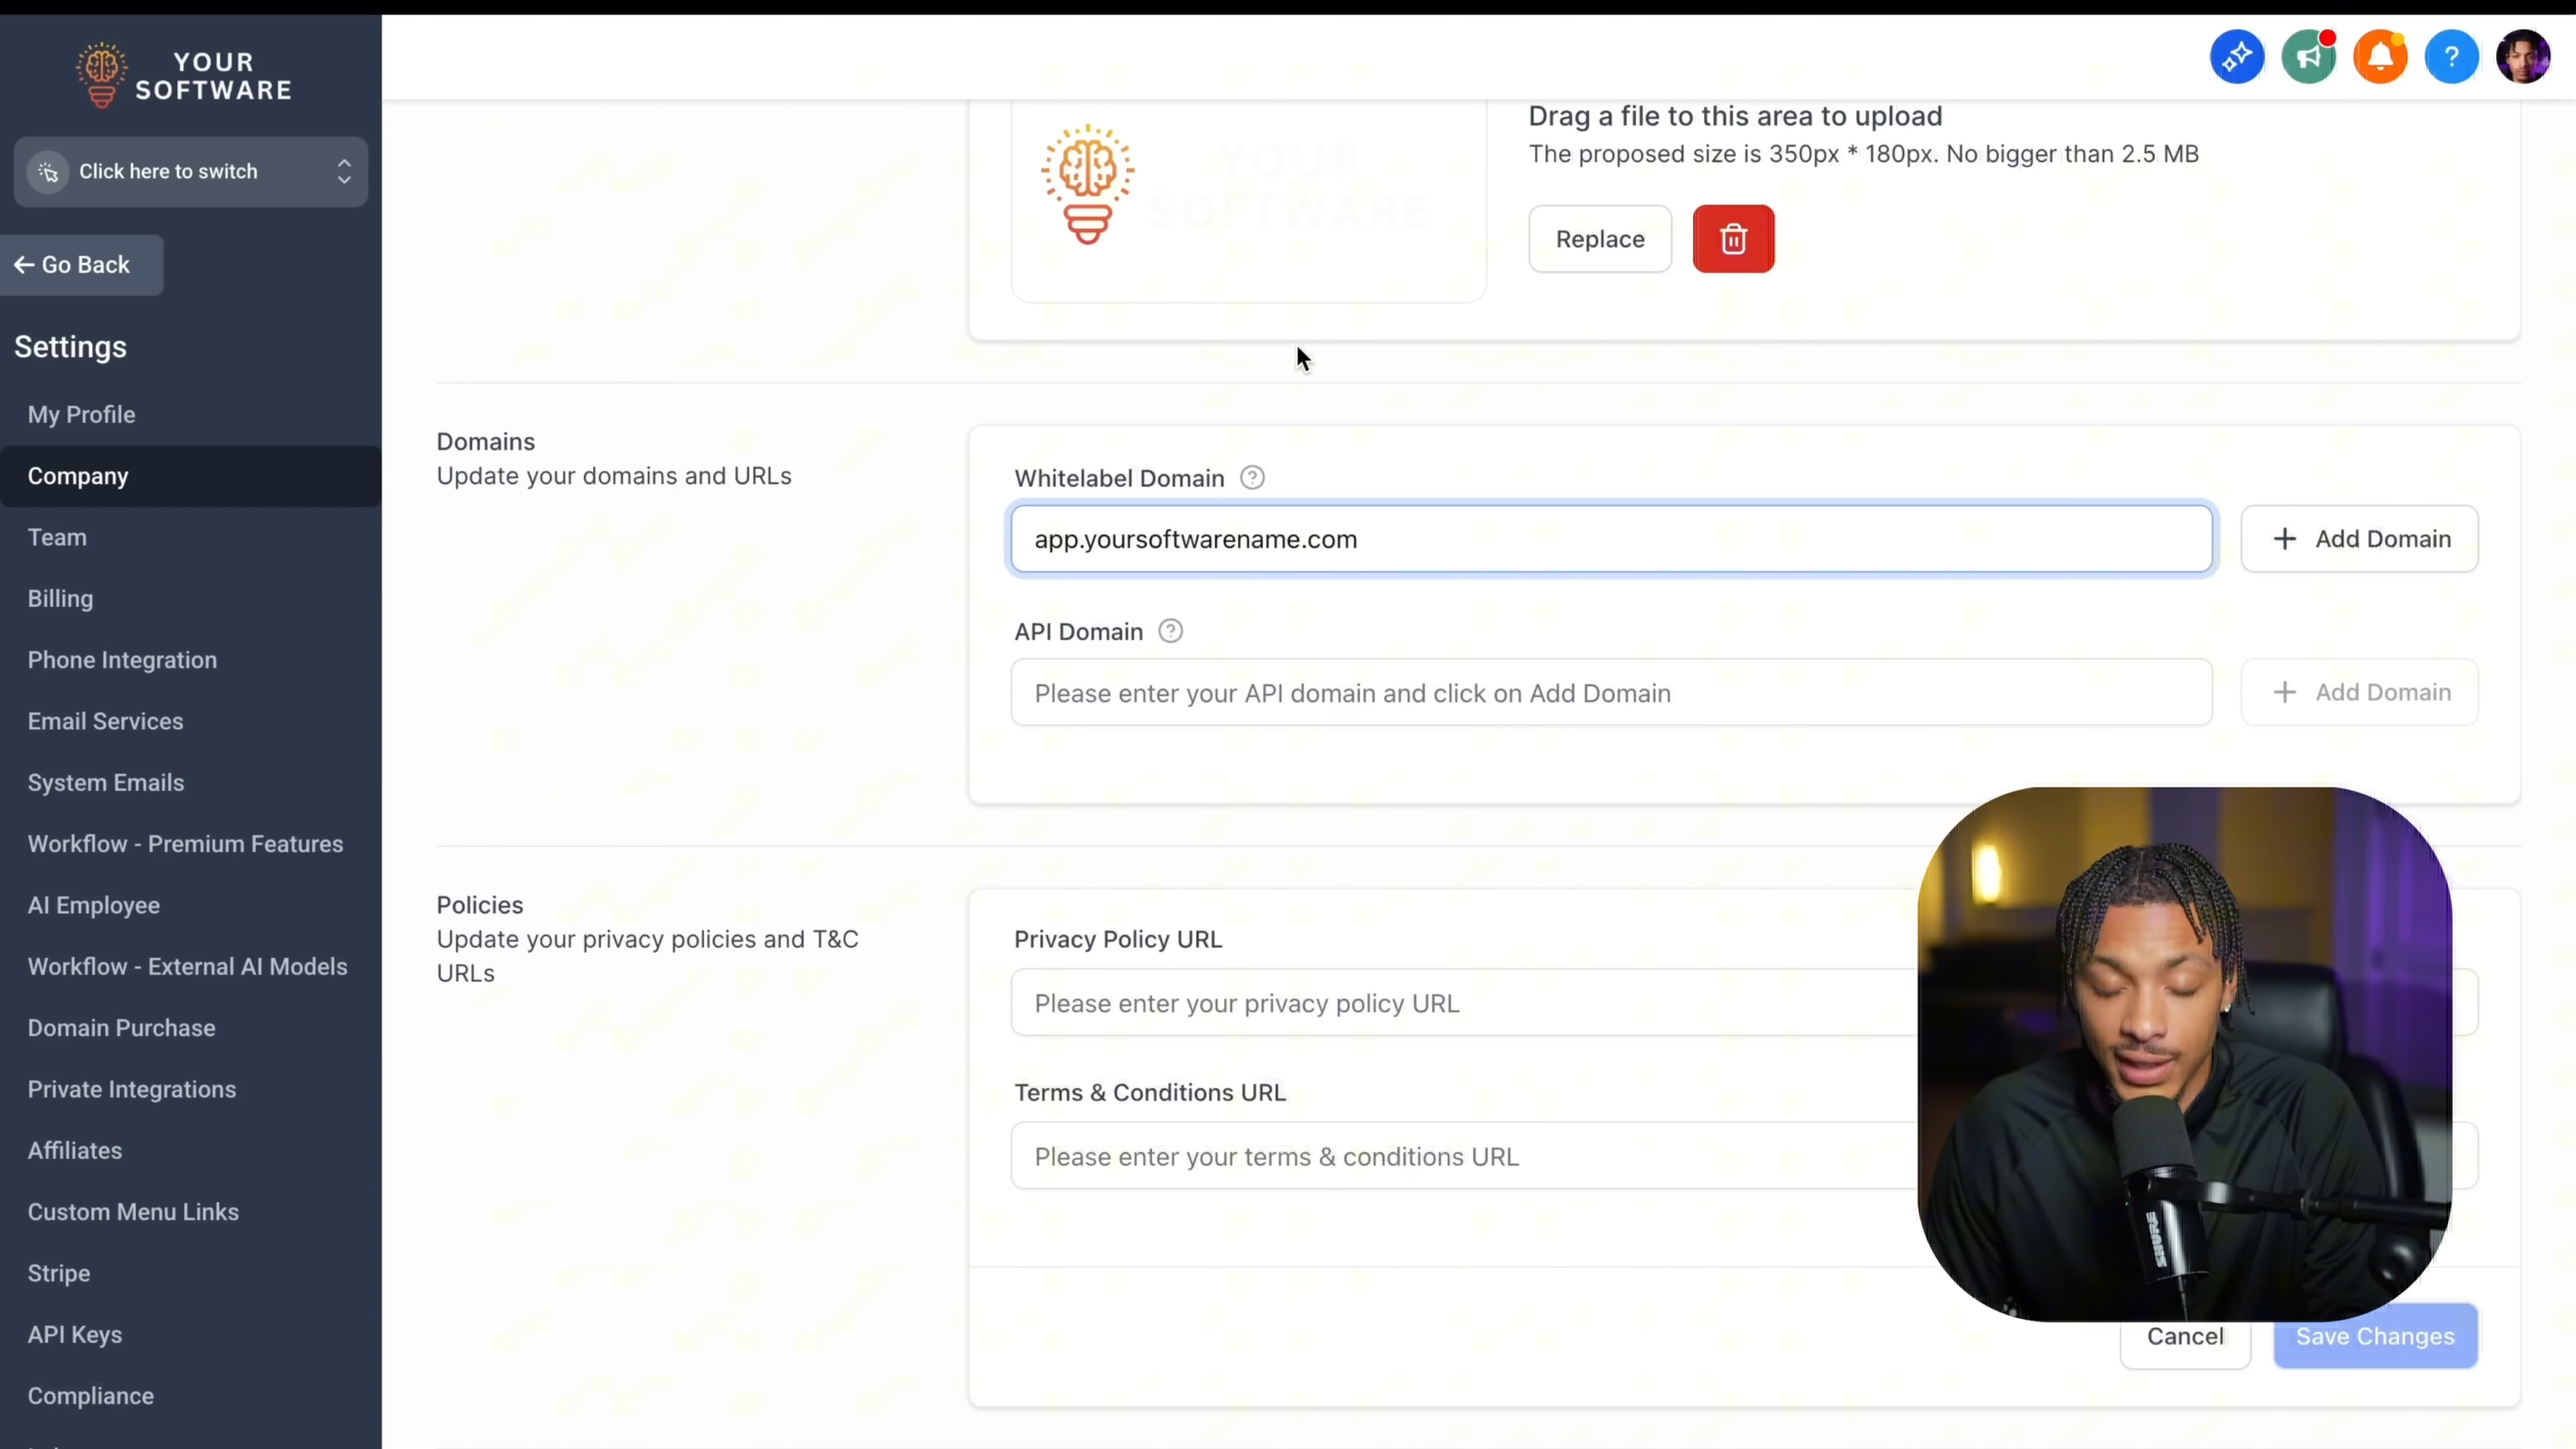 YOUR
SOFTWARE
Click here to switch
Go Back
Settings
My Profile
Company
Team
Billing
Phone Integration
Email Services
System Emails
Workflow - Premium Features
AI Employee
Workflow - External AI Models
Domain Purchase
Private Integrations
Affiliates
Custom Menu Links
Stripe
API Keys
Compliance
YOUR
SOFTWARE
Drag a file to this area to upload
The proposed size is 350px * 180px. No bigger than 2.5 MB
Replace
Domains
Update your domains and URLs
Whitelabel Domain ?
app.yoursoftwarename.com
+ Add Domain
API Domain ?
Please enter your API domain and click on Add Domain
+ Add Domain
Policies
Update your privacy policies and T&C
URLs
Privacy Policy URL
Please enter your privacy policy URL
Terms & Conditions URL
Please enter your terms & conditions URL
SHURE
Cancel
Save Changes